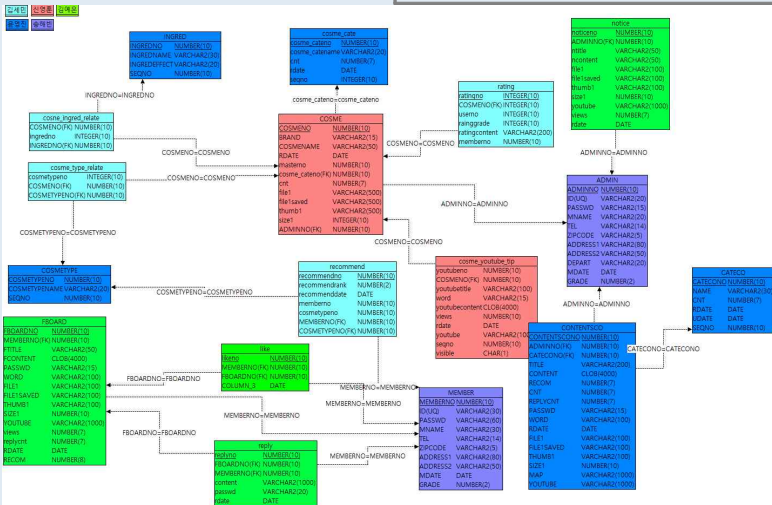 김세민 신영훈 김예은
송해빈
INGRED
INGREDNO NUMBER(10)
INGREDNAME VARCHAR2(30)
INGREDEFFECT VARCHAR2(20)
SEQNO NUMBER(10)
cosme_cate
cosme_cateno NUMBER(10)
cosme_catename VARCHAR2(20)
cnt NUMBER(7)
rdate DATE
seqno INTEGER(10)
notice
noticeno NUMBER(10)
ADMINNO(FK) NUMBER(10)
ntitle VARCHAR2(50)
ncontent VARCHAR2(50)
file1 VARCHAR2(100)
file1saved VARCHAR2(100)
thumb1 VARCHAR2(100)
size1 NUMBER(10)
youtube VARCHAR2(1000)
views NUMBER(7)
rdate DATE
INGREDNO=INGREDNO
cosme_cateno=cosme_cateno
rating
ratingno INTEGER(10)
COSMENO(FK) NUMBER(10)
userno INTEGER(10)
rainggrade INTEGER(10)
ratingcontent VARCHAR2(200)
memberno NUMBER(10)
cosne_ingred_relate
COSMENO(FK) NUMBER(10)
Ingredno INTEGER(10)
INGREDNO(FK) NUMBER(10)
COSME
COSMENO NUMBER(10)
BRAND VARCHAR2(15)
COSMENAME VARCHAR2(50)
RDATE DATE
masterno NUMBER(10)
cosme_cateno(FK) NUMBER(10)
cnt NUMBER(7)
file1 VARCHAR2(500)
file1saved VARCHAR2(500)
thumb1 VARCHAR2(500)
size1 INTEGER(10)
ADMINNO(FK) NUMBER(10)
COSMENO=COSMENO
COSMENO=COSMENO
ADMINNO=ADMINNO
cosme_type_relate
cosmetypeno INTEGER(10)
COSMENO(FK) NUMBER(10)
COSMETYPENO(FK) NUMBER(10)
COSMENO=COSMENO
ADMIN
ADMINNO NUMBER(10)
ID(UQ) VARCHAR2(20)
PASSWD VARCHAR2(15)
MNAME VARCHAR2(20)
TEL VARCHAR2(14)
ZIPCODE VARCHAR2(5)
ADDRESS1 VARCHAR2(80)
ADDRESS2 VARCHAR2(50)
DEPART VARCHAR2(20)
MDATE DATE
GRADE NUMBER(2)
ADMINNO=ADMINNO
COSMETYPENO=COSMETYPENO
COSMENO=COSMENO
COSMETYPE
COSMETYPENO NUMBER(10)
COSMETYPENAME VARCHAR2(20)
SEQNO NUMBER(10)
COSMETYPENO=COSMETYPENO
recommend
recommendno NUMBER(10)
recommendrank NUMBER(2)
recommenddate DATE
memberno NUMBER(10)
cosmetypeno NUMBER(10)
MEMBERNO(FK) NUMBER(10)
COSMETYPENO(FK) NUMBER(10)
cosme_youtube_tip
youtubeno NUMBER(10)
COSMENO(FK) NUMBER(10)
youtubetitle VARCHAR2(100)
word VARCHAR2(15)
youtubecontent CLOB(4000)
views NUMBER(10)
rdate DATE
youtube VARCHAR2(1000)
seqno NUMBER(10)
visible CHAR(1)
CATECO
CATECONO NUMBER(10)
NAME VARCHAR2(30)
CNT NUMBER(7)
RDATE DATE
UDATE DATE
SEQNO NUMBER(10)
ADMINNO=ADMINNO
CATECONO=CATECONO
FBOARD
FBOARDNO NUMBER(10)
MEMBERNO(FK) NUMBER(10)
FTITLE VARCHAR2(50)
FCONTENT CLOB(4000)
PASSWD VARCHAR2(15)
WORD VARCHAR2(100)
FILE1 VARCHAR2(100)
FILE1SAVED VARCHAR2(100)
THUMB1 VARCHAR2(100)
SIZE1 NUMBER(10)
YOUTUBE VARCHAR2(1000)
views NUMBER(7)
replycnt NUMBER(7)
RDATE DATE
RECOM NUMBER(8)
like
likeno NUMBER(10)
MEMBERNO(FK) NUMBER(10)
FBOARDNO(FK) NUMBER(10)
COLUMN_3 DATE
FBOARDNO=FBOARDNO
MEMBERNO=MEMBERNO
MEMBERNO=MEMBERNO
MEMBERNO=MEMBERNO
FBOARDNO=FBOARDNO
MEMBERNO=MEMBERNO
CONTENTSCO
CONTENTSCONO NUMBER(10)
ADMINNO(FK) NUMBER(10)
CATECONO(FK) NUMBER(10)
TITLE VARCHAR2(200)
CONTENT CLOB(4000)
RECOM NUMBER(7)
CNT NUMBER(7)
REPLYCNT NUMBER(7)
PASSWD VARCHAR2(15)
WORD VARCHAR2(100)
RDATE DATE
FILE1 VARCHAR2(100)
FILE1SAVED VARCHAR2(100)
THUMB1 VARCHAR2(100)
SIZE1 NUMBER(10)
MAP VARCHAR2(1000)
YOUTUBE VARCHAR2(1000)
MEMBER
MEMBERNO NUMBER(10)
ID(UQ) VARCHAR2(30)
PASSWD VARCHAR2(60)
MNAME VARCHAR2(30)
TEL VARCHAR2(14)
ZIPCODE VARCHAR2(5)
ADDRESS1 VARCHAR2(80)
ADDRESS2 VARCHAR2(50)
MDATE DATE
GRADE NUMBER(2)
reply
replyno NUMBER(10)
FBOARDNO(FK) NUMBER(10)
MEMBERNO(FK) NUMBER(10)
content VARCHAR2(1000)
passwd VARCHAR2(20)
rdate DATE